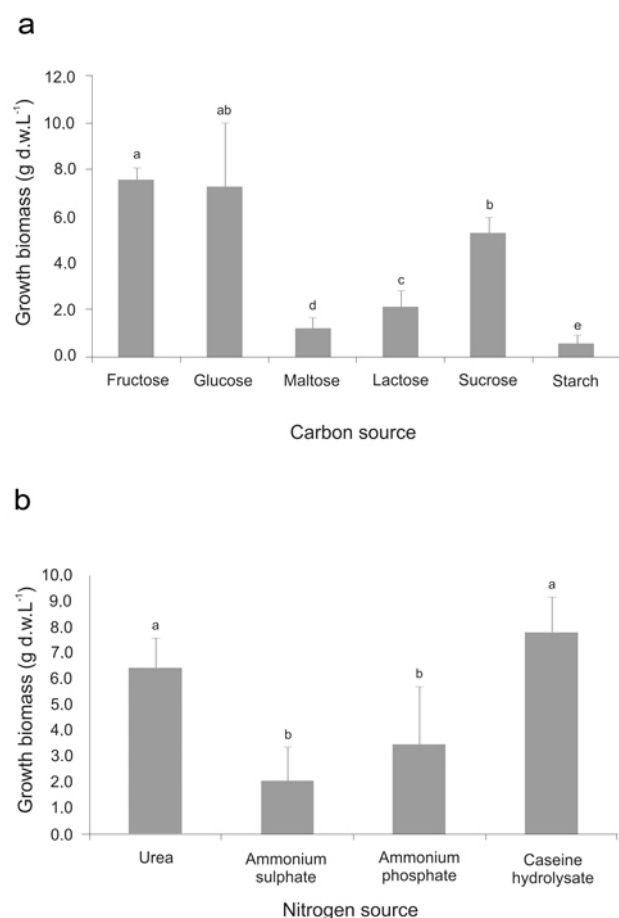 a
Growth biomass (g d.w.L⁻¹)
12.0
10.0
8.0
6.0
4.0
2.0
0.0
a
ab
d
c
b
e
Fructose Glucose Maltose Lactose Sucrose Starch
Carbon source
b
Growth biomass (g d.w.L⁻¹)
10.0
9.0
8.0
7.0
6.0
5.0
4.0
3.0
2.0
1.0
0.0
a
b
b
a
Urea Ammonium Ammonium Caseine
sulphate phosphate hydrolysate
Nitrogen source